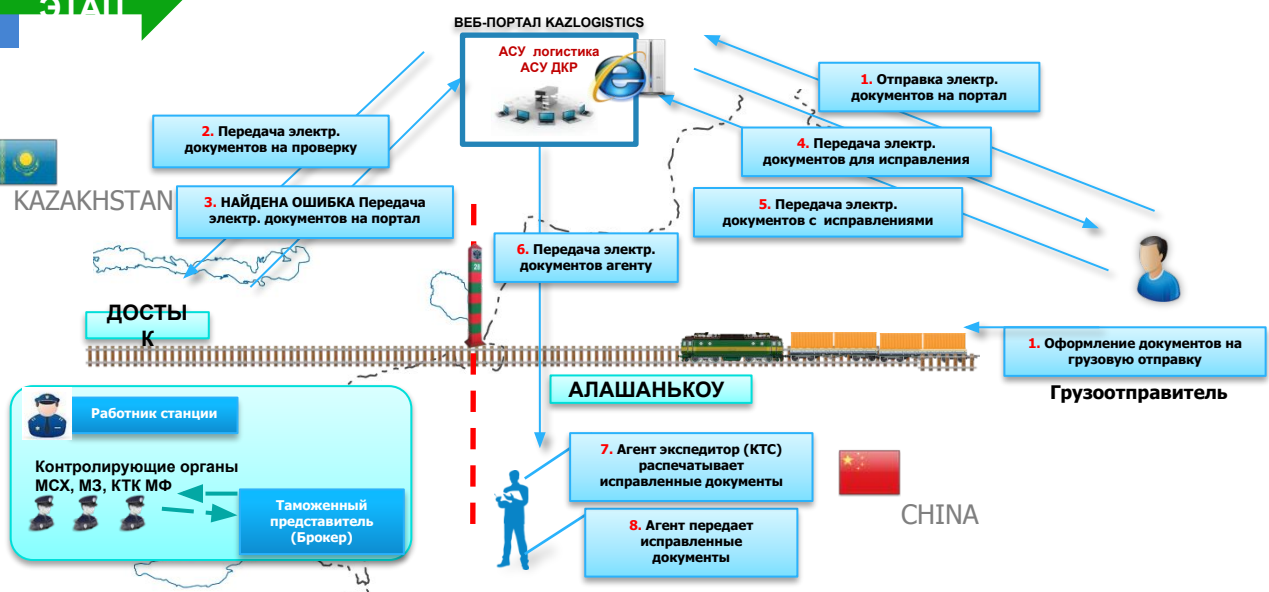 ЭТАП
ВЕБ-ПОРТАЛ KAZLOGISTICS
АСУ логистика
АСУ ДКР
1. Отправка электр.
документов на портал
2. Передача электр.
документов на проверку
4. Передача электр.
документов для исправления
KAZAKHSTAN
3. НАЙДЕНА ОШИБКА Передача
электр. документов на портал
5. Передача электр.
документов с исправлениями
6. Передача электр.
документов агенту
ДОСТЫ
К
1. Оформление документов на
грузовую отправку
Грузоотправитель
АЛАШАНЬКОУ
Работник станции
Контролирующие органы
МСХ, МЗ, КТК МФ
Таможенный
представитель
(Брокер)
7. Агент экспедитор (КТС)
распечатывает
исправленные документы
8. Агент передает
исправленные
документы
CHINA